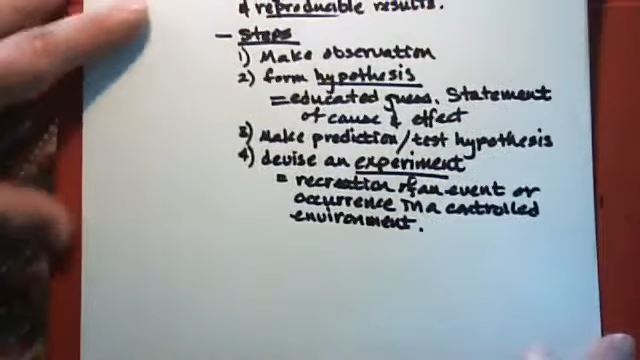 & reproducible results.
- Steps
1) Make observation
2) form hypothesis
= educated guess. Statement
of cause & effect
3) Make prediction/test hypothesis
4) devise an experiment
= recreation of an event or
occurrence in a controlled
environment.